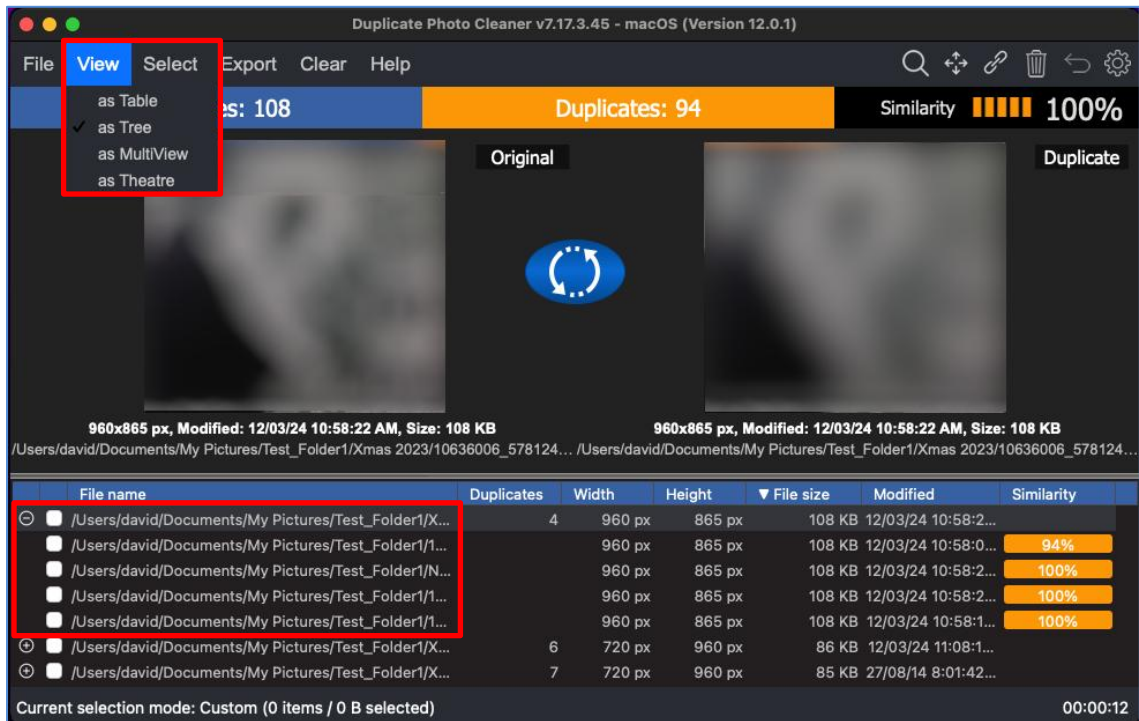 Duplicate Photo Cleaner v7.17.3.45 - macOS (Version 12.0.1)
File View Select Export Clear Help
as Table
✓ as Tree
as MultiView
as Theatre
es: 108
Duplicates: 94
Similarity 100%
Original
Duplicate
960x865 px, Modified: 12/03/24 10:58:22 AM, Size: 108 KB
960x865 px, Modified: 12/03/24 10:58:22 AM, Size: 108 KB
/Users/david/Documents/My Pictures/Test_Folder1/Xmas 2023/10636006_578124...
/Users/david/Documents/My Pictures/Test_Folder1/Xmas 2023/10636006_578124...
File name Duplicates Width Height ▼ File size Modified Similarity
/Users/david/Documents/My Pictures/Test_Folder1/X... 4 960 px 865 px 108 KB 12/03/24 10:58:2...
/Users/david/Documents/My Pictures/Test_Folder1/1... 960 px 865 px 108 KB 12/03/24 10:58:0... 94%
/Users/david/Documents/My Pictures/Test_Folder1/N... 960 px 865 px 108 KB 12/03/24 10:58:2... 100%
/Users/david/Documents/My Pictures/Test_Folder1/1... 960 px 865 px 108 KB 12/03/24 10:58:2... 100%
/Users/david/Documents/My Pictures/Test_Folder1/1... 960 px 865 px 108 KB 12/03/24 10:58:1... 100%
/Users/david/Documents/My Pictures/Test_Folder1/X... 6 720 px 960 px 86 KB 12/03/24 11:08:1...
/Users/david/Documents/My Pictures/Test_Folder1/X... 7 720 px 960 px 85 KB 27/08/14 8:01:42...
Current selection mode: Custom (0 items / 0 B selected) 00:00:12